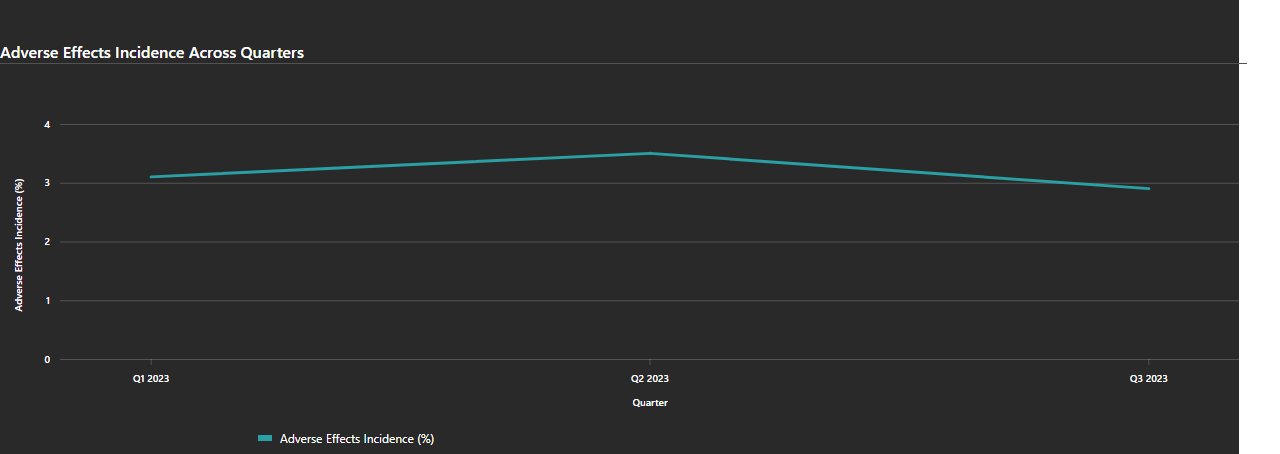 Adverse Effects Incidence Across Quarters
Adverse Effects Incidence (%)
4
3
2
1
0
Q1 2023
Q2 2023
Q3 2023
Quarter
Adverse Effects Incidence (%)